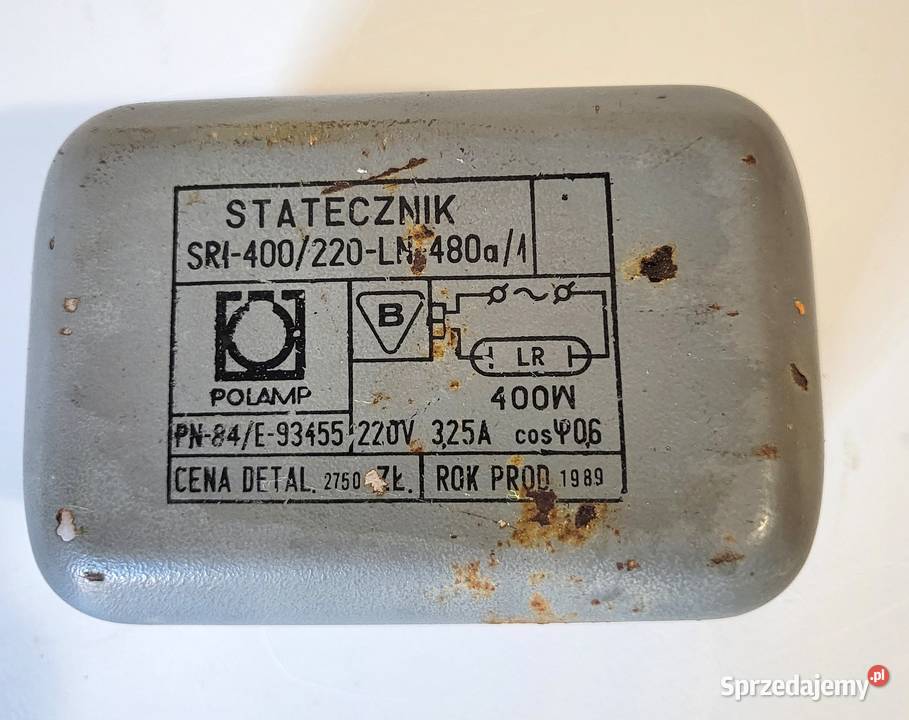 STATECZNIK
SRI-400/220-LN-480a/1
B
LR
POLAMP
400W
PN-84/E-93455 220V 3,25A cosφ0,6
CENA DETAL. 2750 ZŁ. ROK PROD 1989
Sprzedajemy.pl